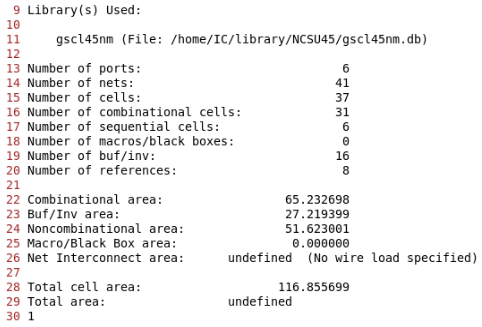 9 Library(s) Used:
10
11     gscl45nm (File: /home/IC/library/NCSU45/gscl45nm.db)
12
13 Number of ports:                            6
14 Number of nets:                            41
15 Number of cells:                           37
16 Number of combinational cells:             31
17 Number of sequential cells:                 6
18 Number of macros/black boxes:               0
19 Number of buf/inv:                         16
20 Number of references:                       8
21
22 Combinational area:                 65.232698
23 Buf/Inv area:                       27.219399
24 Noncombinational area:              51.623001
25 Macro/Black Box area:                0.000000
26 Net Interconnect area:      undefined  (No wire load specified)
27
28 Total cell area:                   116.855699
29 Total area:                 undefined
30 1